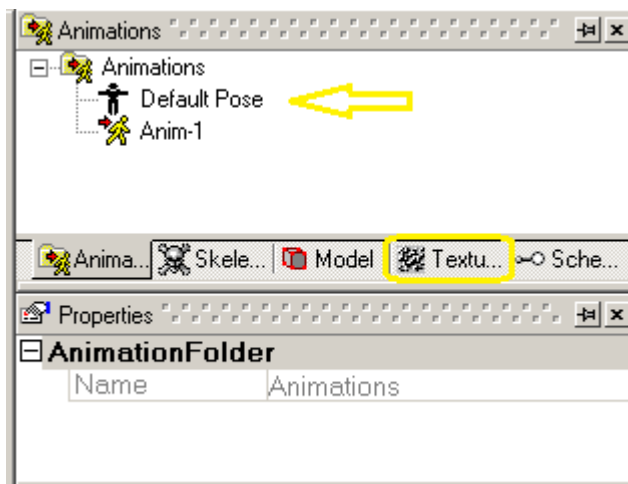 Animations
Animations
Default Pose
Anim-1
Anima... Skele... Model Textu... Sche...
Properties
AnimationFolder
Name Animations